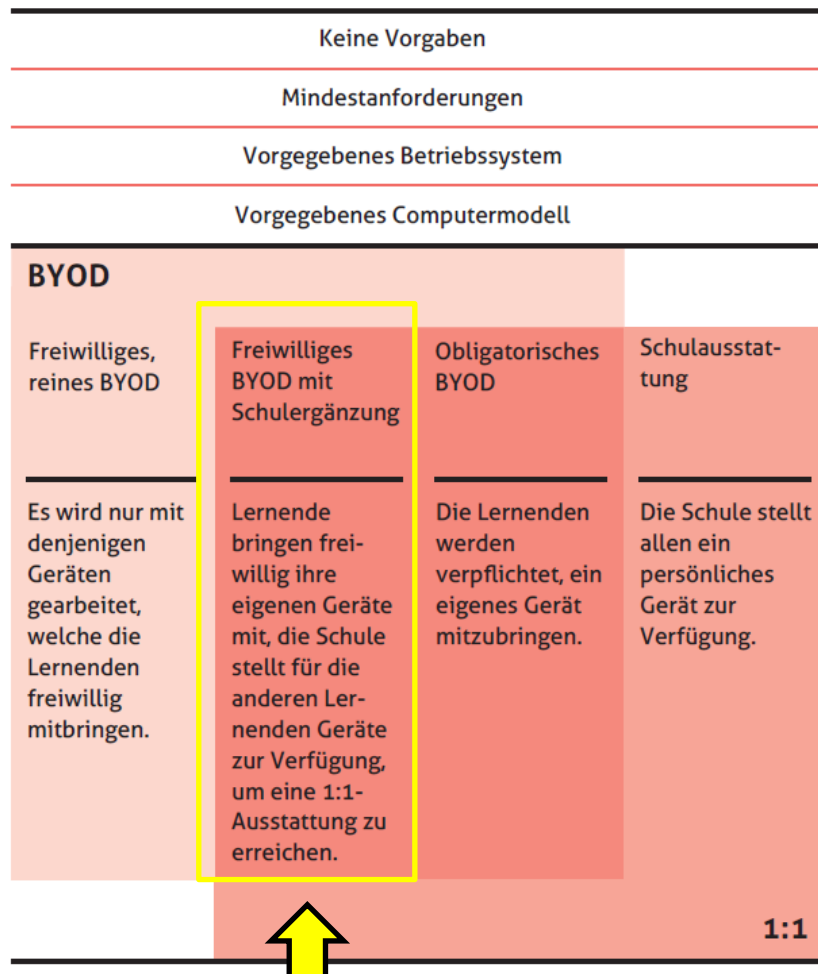 Keine Vorgaben
Mindestanforderungen
Vorgegebenes Betriebssystem
Vorgegebenes Computermodell
BYOD
Freiwilliges,
reines BYOD
Es wird nur mit
denjenigen
Geräten
gearbeitet,
welche die
Lernenden
freiwillig
mitbringen.
Freiwilliges
BYOD mit
Schulergänzung
Lernende
bringen frei-
willig ihre
eigenen Geräte
mit, die Schule
stellt für die
anderen Ler-
nenden Geräte
zur Verfügung,
um eine 1:1-
Ausstattung zu
erreichen.
Obligatorisches
BYOD
Die Lernenden
werden
verpflichtet, ein
eigenes Gerät
mitzubringen.
Schulausstat-
tung
Die Schule stellt
allen ein
persönliches
Gerät zur
Verfügung.
1:1